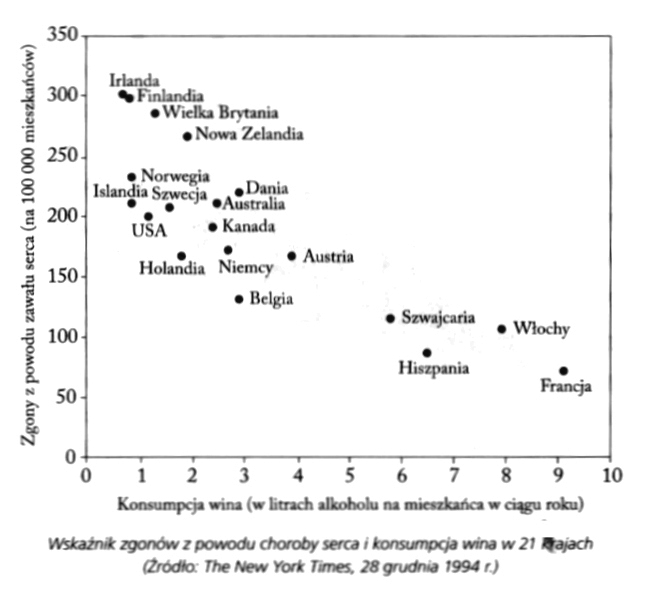 350
300
250
200
150
100
50
0
Zgony z powodu zawału serca (na 100 000 mieszkańców)
Irlanda
Finlandia
Wielka Brytania
Nowa Zelandia
Norwegia
Islandia Szwecja
Dania
Australia
USA
Kanada
Holandia
Niemcy
Austria
Belgia
Szwajcaria
Włochy
Hiszpania
Francja
0 1 2 3 4 5 6 7 8 9 10
Konsumpcja wina (w litrach alkoholu na mieszkańca w ciągu roku)
Wskaźnik zgonów z powodu choroby serca i konsumpcja wina w 21 krajach
(Źródło: The New York Times, 28 grudnia 1994 r.)